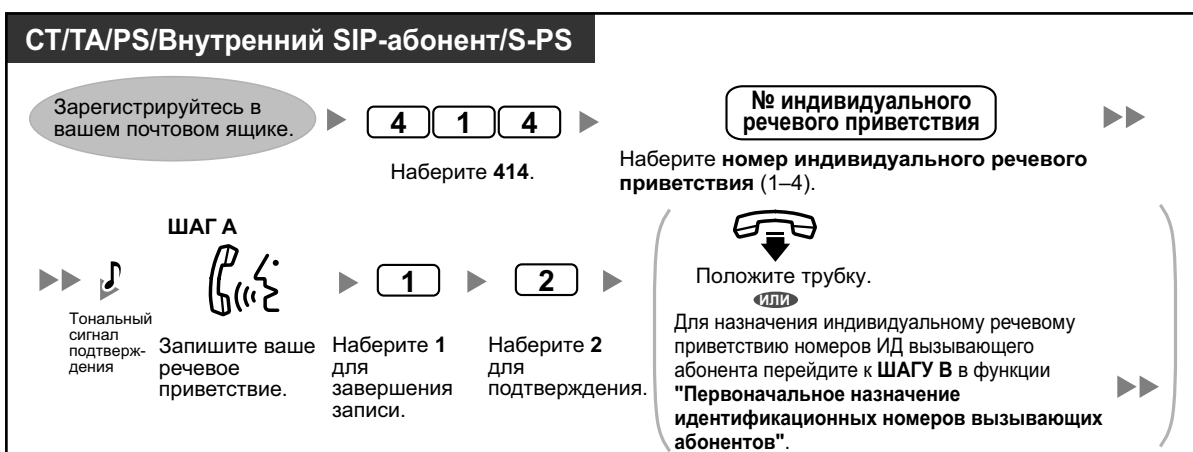 СТ/ТА/PS/Внутренний SIP-абонент/S-PS
Зарегистрируйтесь в
вашем почтовом ящике.
4 1 4
Наберите 414.
№ индивидуального
речевого приветствия
Наберите номер индивидуального речевого
приветствия (1–4).
Тональный
сигнал
подтверж-
дения
ШАГ А
Запишите ваше
речевое
приветствие.
1
Наберите 1
для
завершения
записи.
2
Наберите 2
для
подтверждения.
Положите трубку.
ИЛИ
Для назначения индивидуальному речевому
приветствию номеров ИД вызывающего
абонента перейдите к ШАГУ В в функции
"Первоначальное назначение
идентификационных номеров вызывающих
абонентов".